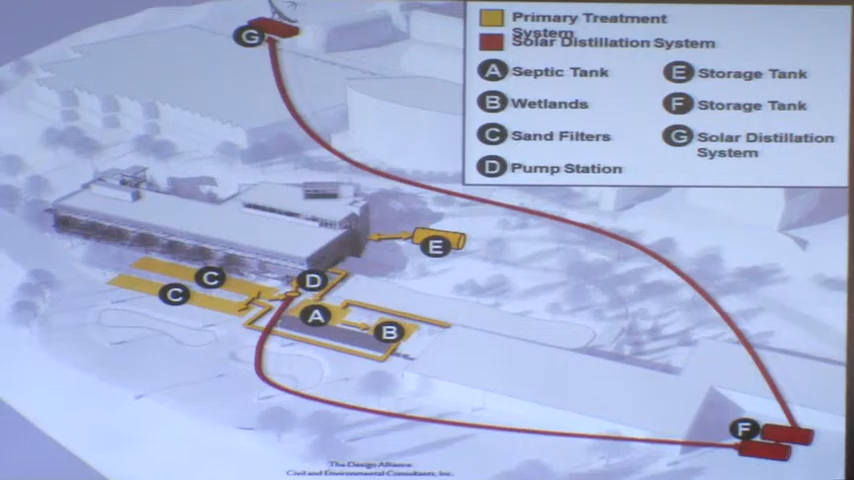 Primary Treatment
System
Solar Distillation System
A Septic Tank
E Storage Tank
B Wetlands
F Storage Tank
C Sand Filters
G Solar Distillation
System
D Pump Station
G
E
D
C
C
A
B
F
The Design Alliance
Civil and Environmental Consultants, Inc.